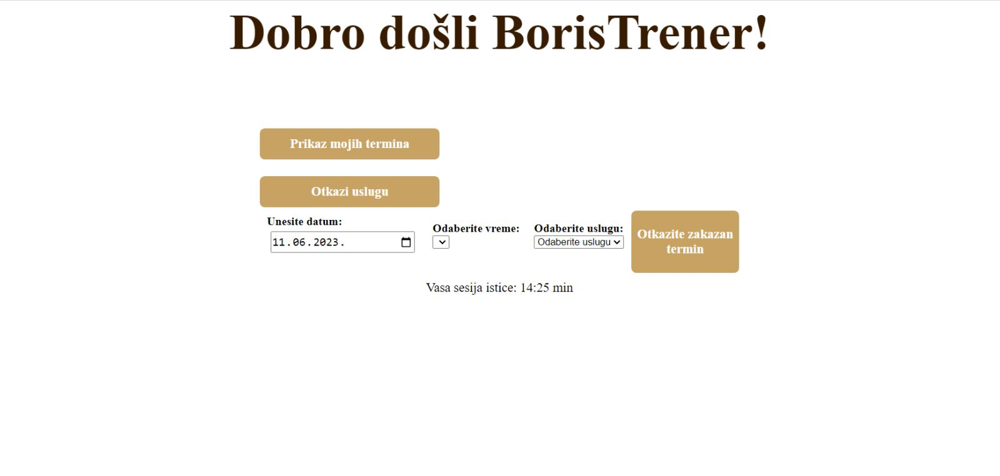 Dobro došli BorisTrener!
Prikaz mojih termina
Otkazi uslugu
Unesite datum:
11.06.2023.
Odaberite vreme:
Odaberite uslugu:
Odaberite uslugu
Otkazite zakazan
termin
Vasa sesija istice: 14:25 min